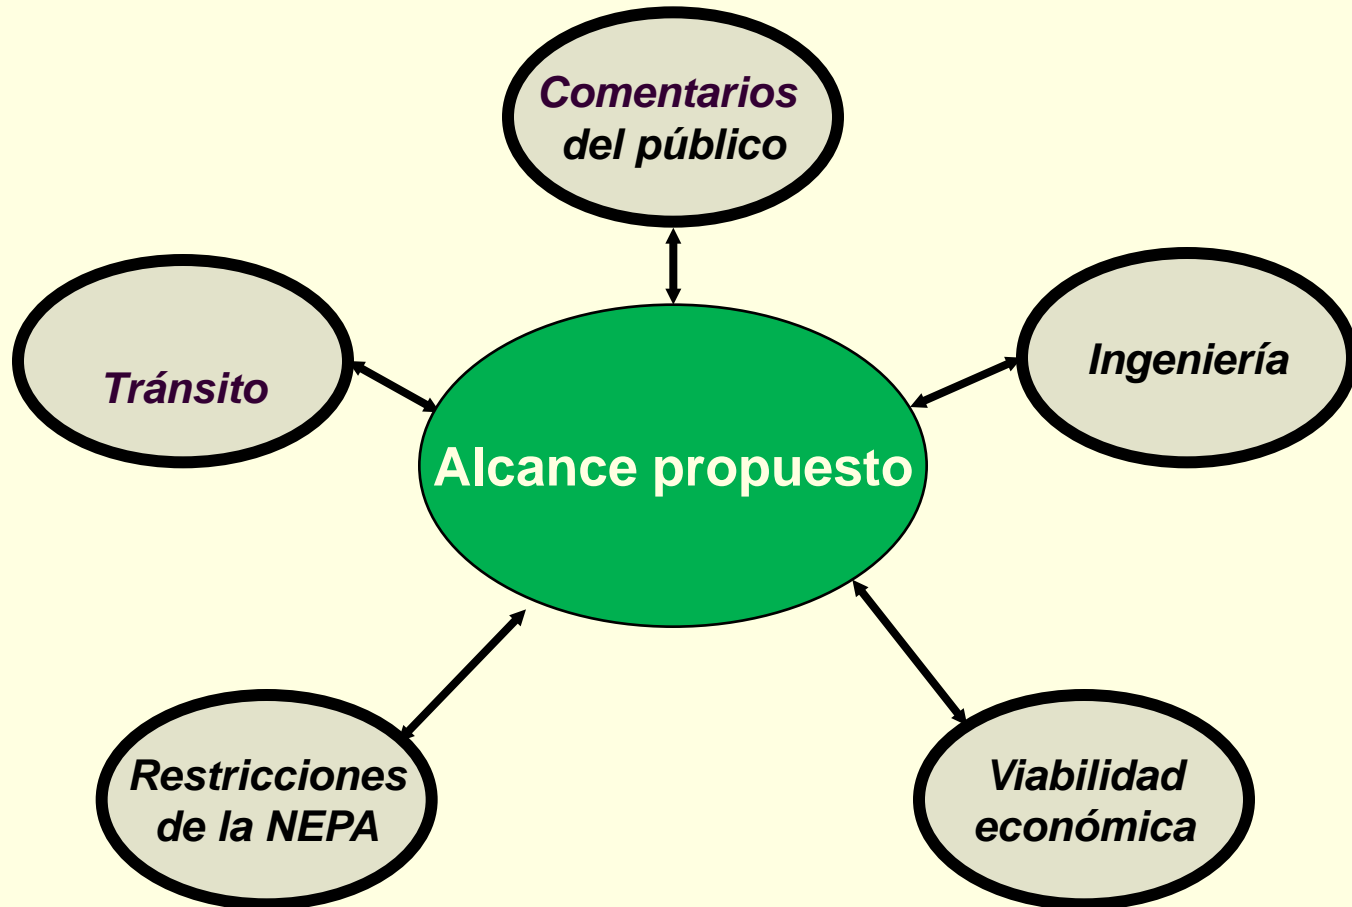 Comentarios
del público
Tránsito
Ingeniería
Alcance propuesto
Restricciones
de la NEPA
Viabilidad
económica